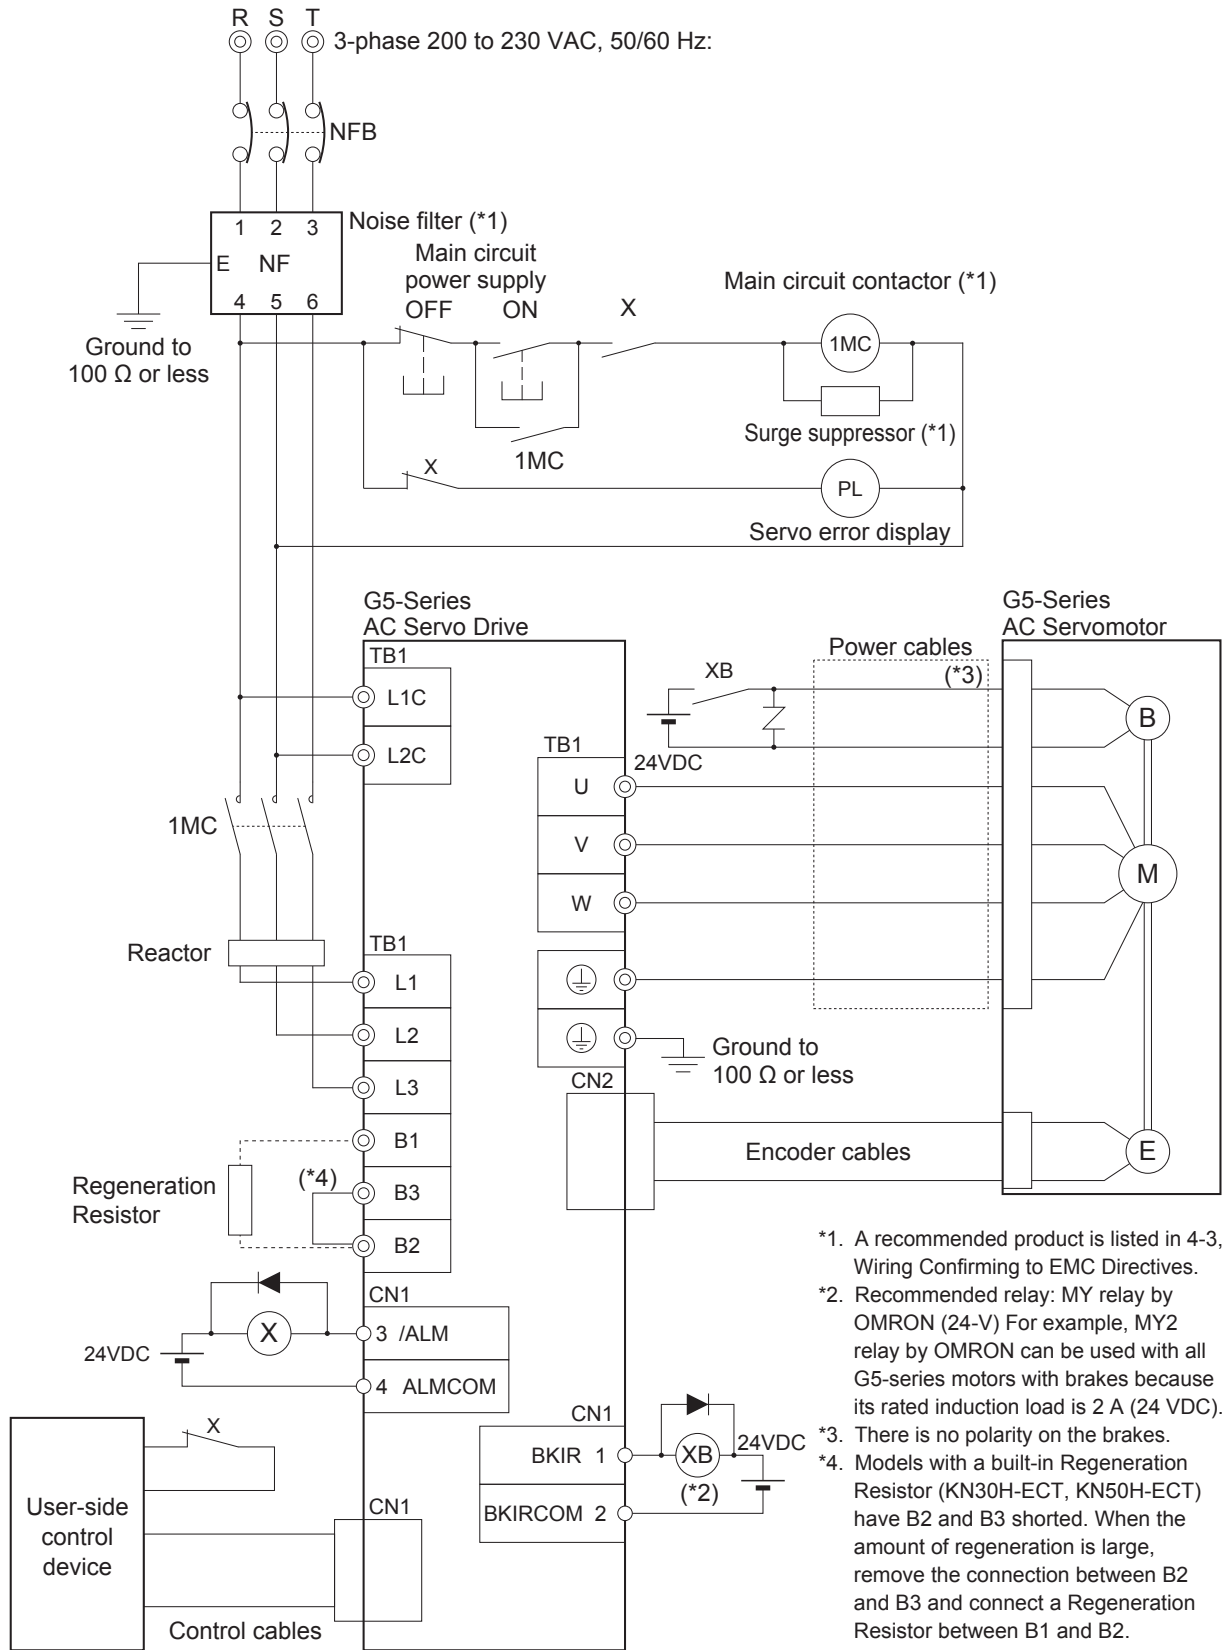 R S T
3-phase 200 to 230 VAC, 50/60 Hz:
NFB
1 2 3
Noise filter (*1)
E NF
4 5 6
Ground to
100 Ω or less
Main circuit
power supply
OFF ON X
Main circuit contactor (*1)
1MC
Surge suppressor (*1)
1MC
X
PL
Servo error display
G5-Series
AC Servo Drive
G5-Series
AC Servomotor
TB1
L1C
L2C
Power cables
(*3)
XB
24VDC
B
TB1
U
V
W
M
1MC
Reactor
TB1
L1
L2
L3
B1
B3
B2
Ground to
100 Ω or less
CN2
Encoder cables
E
Regeneration
Resistor
(*4)
CN1
3 /ALM
4 ALMCOM
X
24VDC
CN1
BKIR 1
BKIRCOM 2
XB
(*2)
24VDC
X
User-side
control
device
CN1
Control cables
*1. A recommended product is listed in 4-3,
Wiring Confirming to EMC Directives.
*2. Recommended relay: MY relay by
OMRON (24-V) For example, MY2
relay by OMRON can be used with all
G5-series motors with brakes because
its rated induction load is 2 A (24 VDC).
*3. There is no polarity on the brakes.
*4. Models with a built-in Regeneration
Resistor (KN30H-ECT, KN50H-ECT)
have B2 and B3 shorted. When the
amount of regeneration is large,
remove the connection between B2
and B3 and connect a Regeneration
Resistor between B1 and B2.